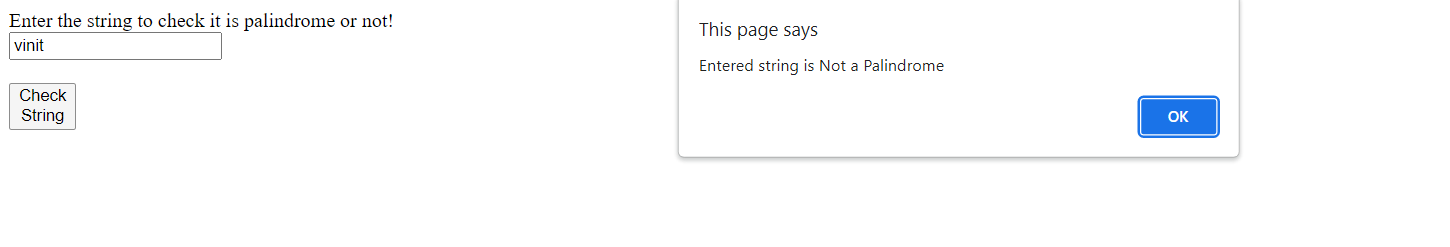 Enter the string to check it is palindrome or not!
vinit
Check
String
This page says
Entered string is Not a Palindrome
OK